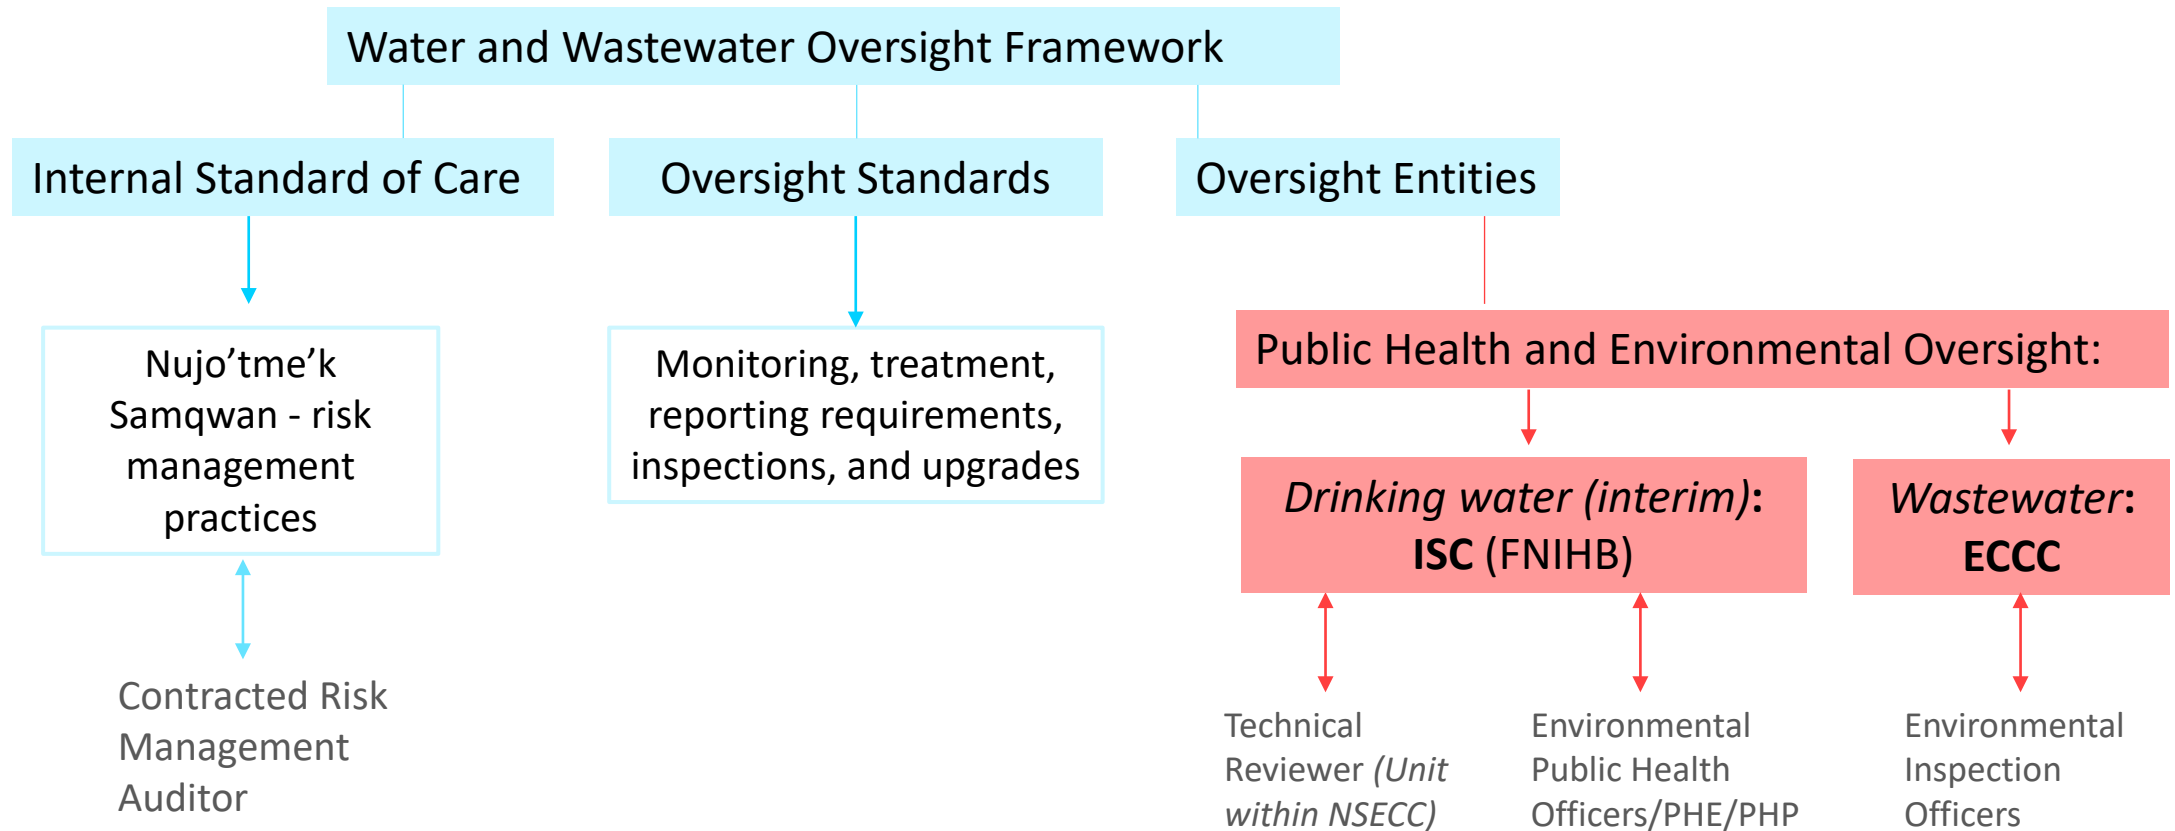 Water and Wastewater Oversight Framework
Internal Standard of Care
Oversight Standards
Oversight Entities
Nujo’tme’k
Samqwan - risk
management
practices
Monitoring, treatment,
reporting requirements,
inspections, and upgrades
Public Health and Environmental Oversight:
Drinking water (interim):
ISC (FNIHB)
Wastewater:
ECCC
Contracted Risk
Management
Auditor
Technical
Reviewer (Unit
within NSECC)
Environmental
Public Health
Officers/PHE/PHP
Environmental
Inspection
Officers